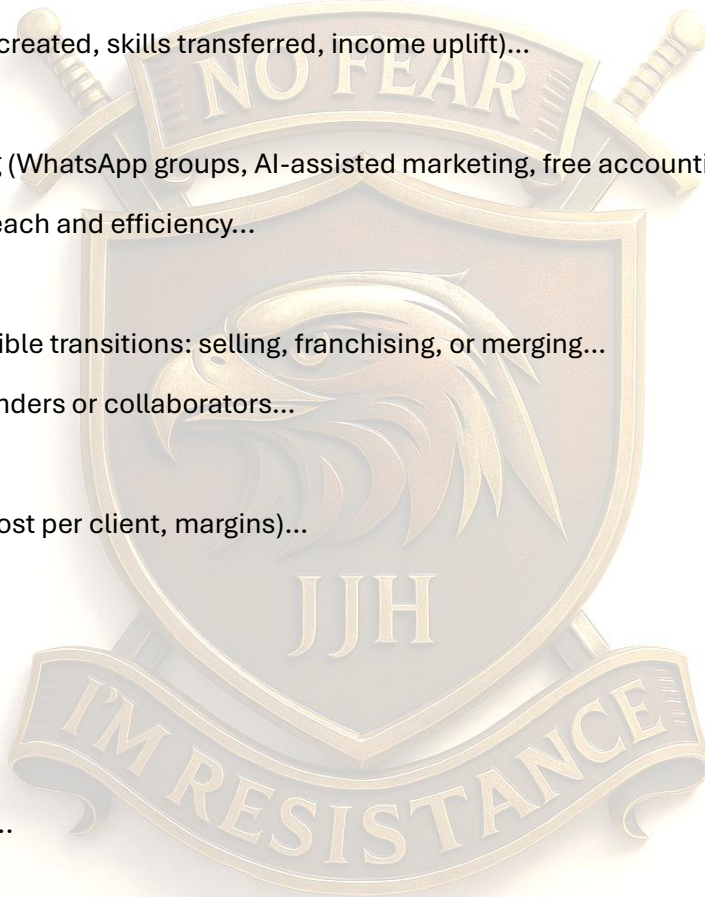 created, skills transferred, income uplift)...
NO FEAR
(WhatsApp groups, AI-assisted marketing, free accounti
each and efficiency...
ible transitions: selling, franchising, or merging...
nders or collaborators...
ost per client, margins)...
JJH
I'M RESISTANCE
..